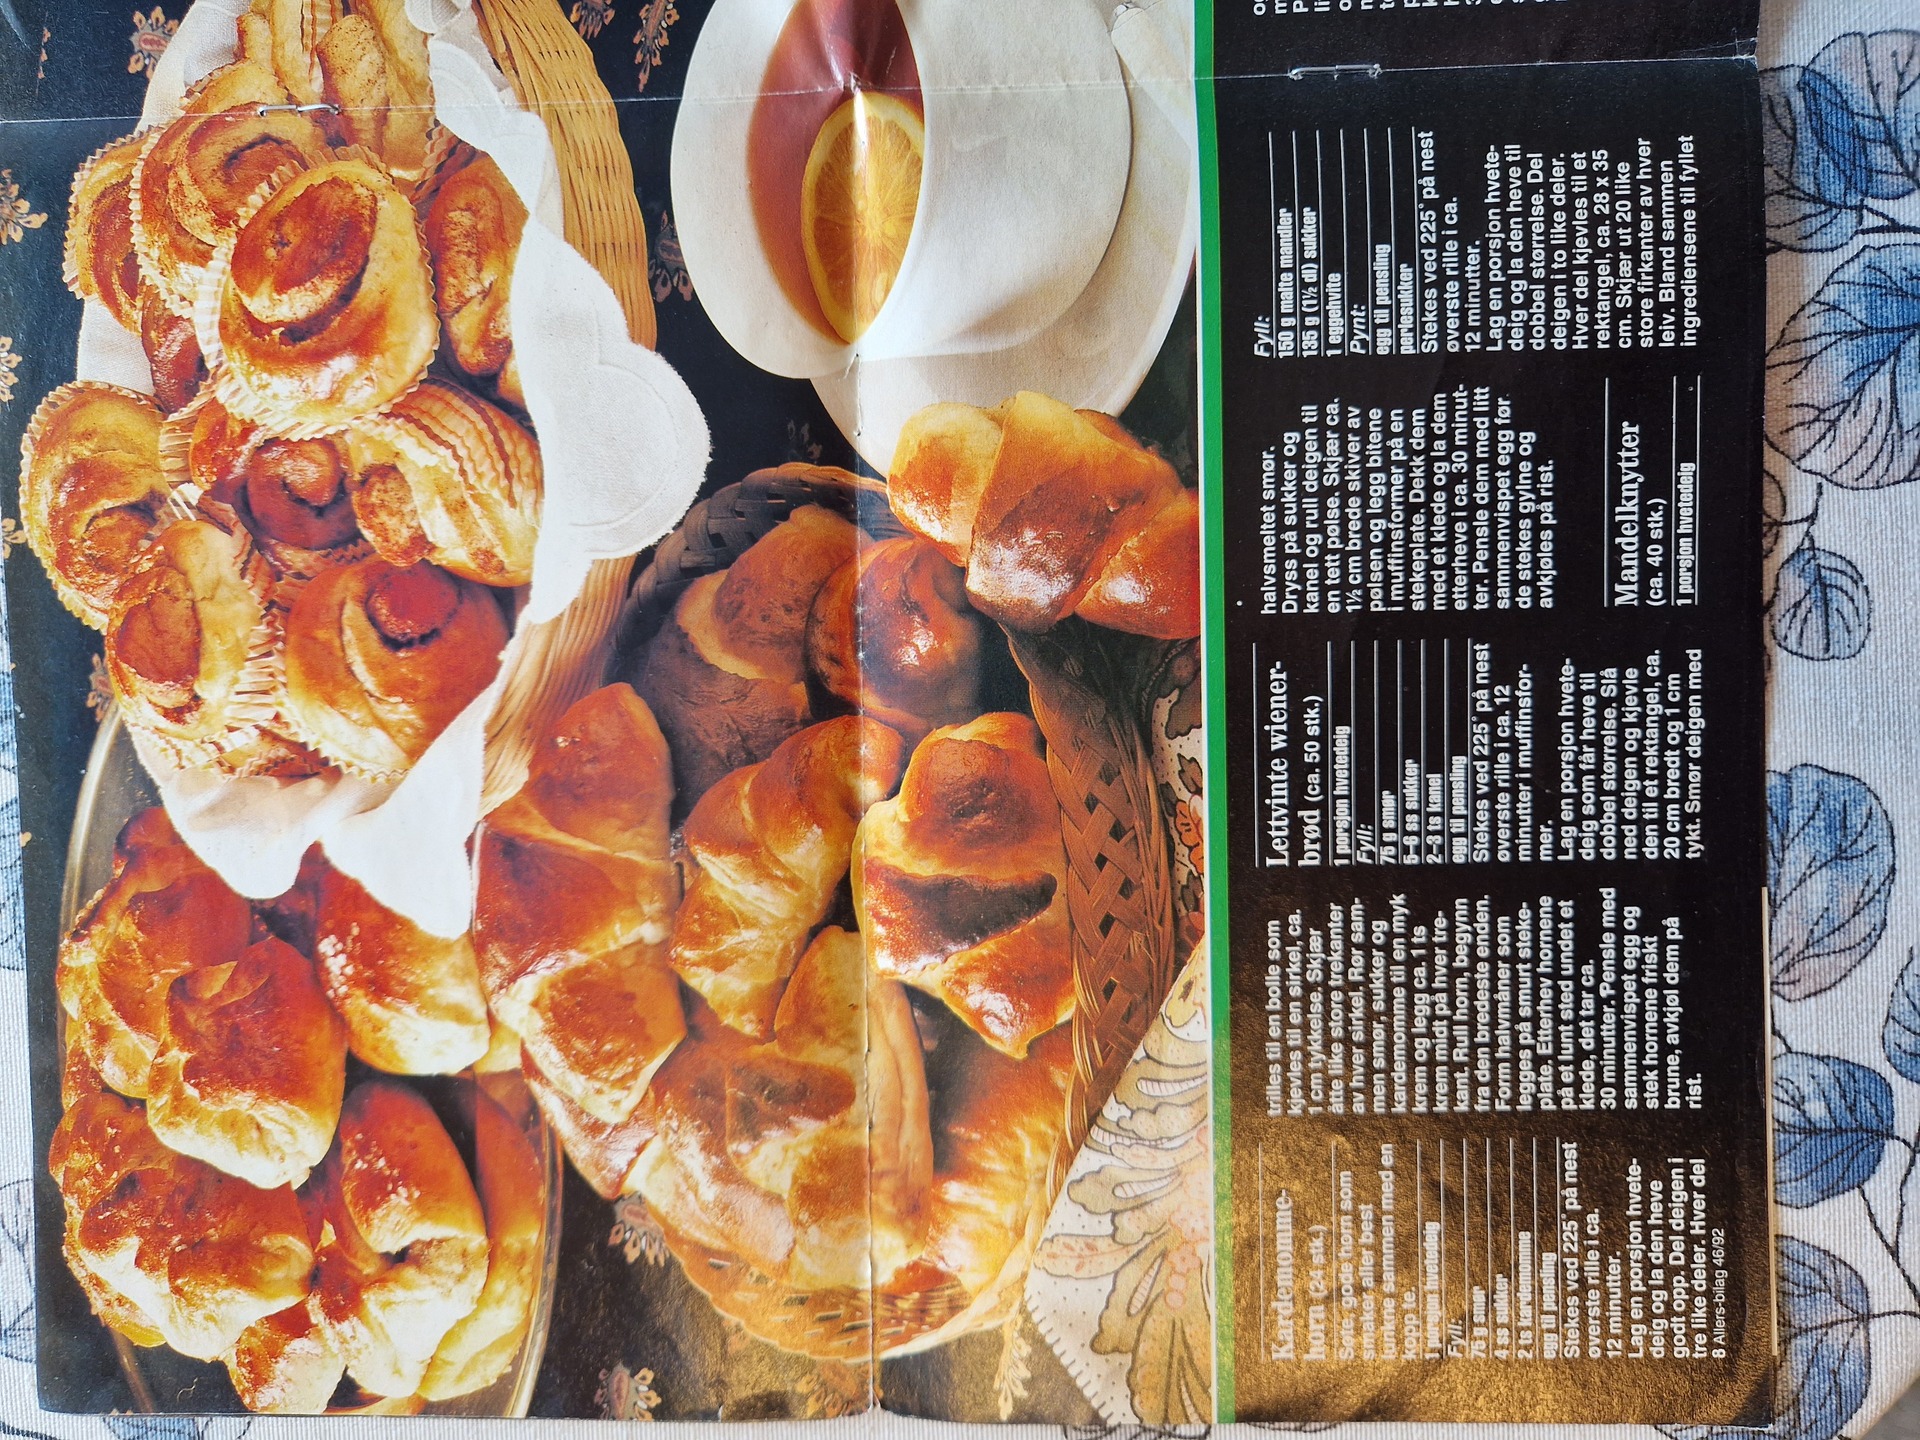 Kardemomme-
horn (24 stk.)
Søte, gode horn som
smaker aller best
lunkne sammen med en
kopp te.
1 porsjon hvetedeig
Fyll:
75 g smør
4 ss sukker
2 ts kardemomme
egg til pensling
Stekes ved 225° på nest
øverste rille i ca.
12 minutter.
Lag en porsjon hvete-
deig og la den heve
godt opp. Del deigen i
tre like deler. Hver del
8 Allers-bilag 46/92
trilles til en bolle som
kjevles til en sirkel, ca.
1 cm tykkelse. Skjær
åtte like store trekanter
av hver sirkel. Rør sam-
men smør, sukker og
kardemomme til en myk
krem og legg ca. 1 ts
krem midt på hver tre-
kant. Rull horn, begynn
fra den bredeste enden.
Form halvmåner som
legges på smurt steke-
plate. Etterhev hornene
på et lunt sted undet et
klede, det tar ca.
30 minutter. Pensle med
sammenvispet egg og
stek hornene friskt
brune, avkjøl dem på
rist.
Lettvinte wiener-
brød (ca. 50 stk.)
1 porsjon hvetedeig
Fyll:
75 g smør
5–6 ss sukker
2–3 ts kanel
egg til pensling
Stekes ved 225° på nest
øverste rille i ca. 12
minutter i muffinsfor-
mer.
Lag en porsjon hvete-
deig som får heve til
dobbel størrelse. Slå
ned deigen og kjevle
den til et rektangel, ca.
20 cm bredt og 1 cm
tykt. Smør deigen med
halvsmeltet smør.
Dryss på sukker og
kanel og rull deigen til
en tett pølse. Skjær ca.
1½ cm brede skiver av
pølsen og legg bitene
i muffinsformer på en
stekeplate. Dekk dem
med et klede og la dem
etterheve i ca. 30 minut-
ter. Pensle dem med litt
sammenvispet egg før
de stekes gylne og
avkjøles på rist.
Mandelknytter
(ca. 40 stk.)
1 porsjon hvetedeig
Fyll:
150 g malte mandler
135 g (1½ dl) sukker
1 eggehvite
Pynt:
egg til pensling
perlesukker
Stekes ved 225° på nest
øverste rille i ca.
12 minutter.
Lag en porsjon hvete-
deig og la den heve til
dobbel størrelse. Del
deigen i to like deler.
Hver del kjevles til et
rektangel, ca. 28 x 35
cm. Skjær ut 20 like
store firkanter av hver
leiv. Bland sammen
ingrediensene til fyllet